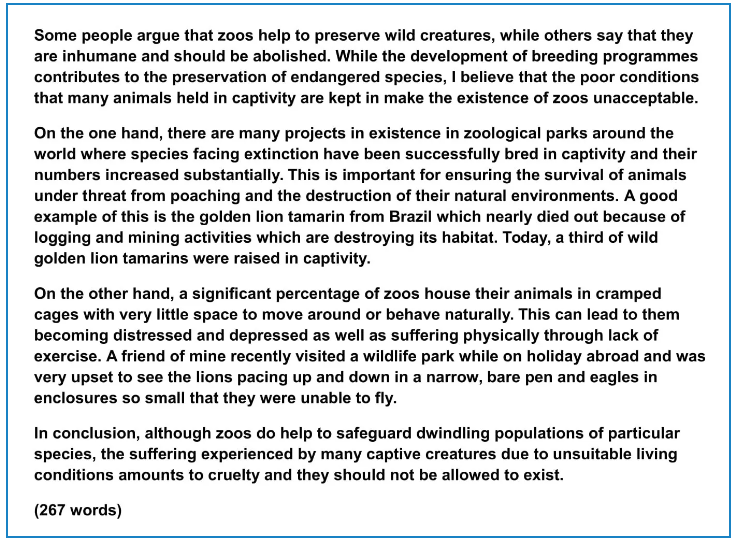 Some people argue that zoos help to preserve wild creatures, while others say that they
are inhumane and should be abolished. While the development of breeding programmes
contributes to the preservation of endangered species, I believe that the poor conditions
that many animals held in captivity are kept in make the existence of zoos unacceptable.
On the one hand, there are many projects in existence in zoological parks around the
world where species facing extinction have been successfully bred in captivity and their
numbers increased substantially. This is important for ensuring the survival of animals
under threat from poaching and the destruction of their natural environments. A good
example of this is the golden lion tamarin from Brazil which nearly died out because of
logging and mining activities which are destroying its habitat. Today, a third of wild
golden lion tamarins were raised in captivity.
On the other hand, a significant percentage of zoos house their animals in cramped
cages with very little space to move around or behave naturally. This can lead to them
becoming distressed and depressed as well as suffering physically through lack of
exercise. A friend of mine recently visited a wildlife park while on holiday abroad and was
very upset to see the lions pacing up and down in a narrow, bare pen and eagles in
enclosures so small that they were unable to fly.
In conclusion, although zoos do help to safeguard dwindling populations of particular
species, the suffering experienced by many captive creatures due to unsuitable living
conditions amounts to cruelty and they should not be allowed to exist.
(267 words)